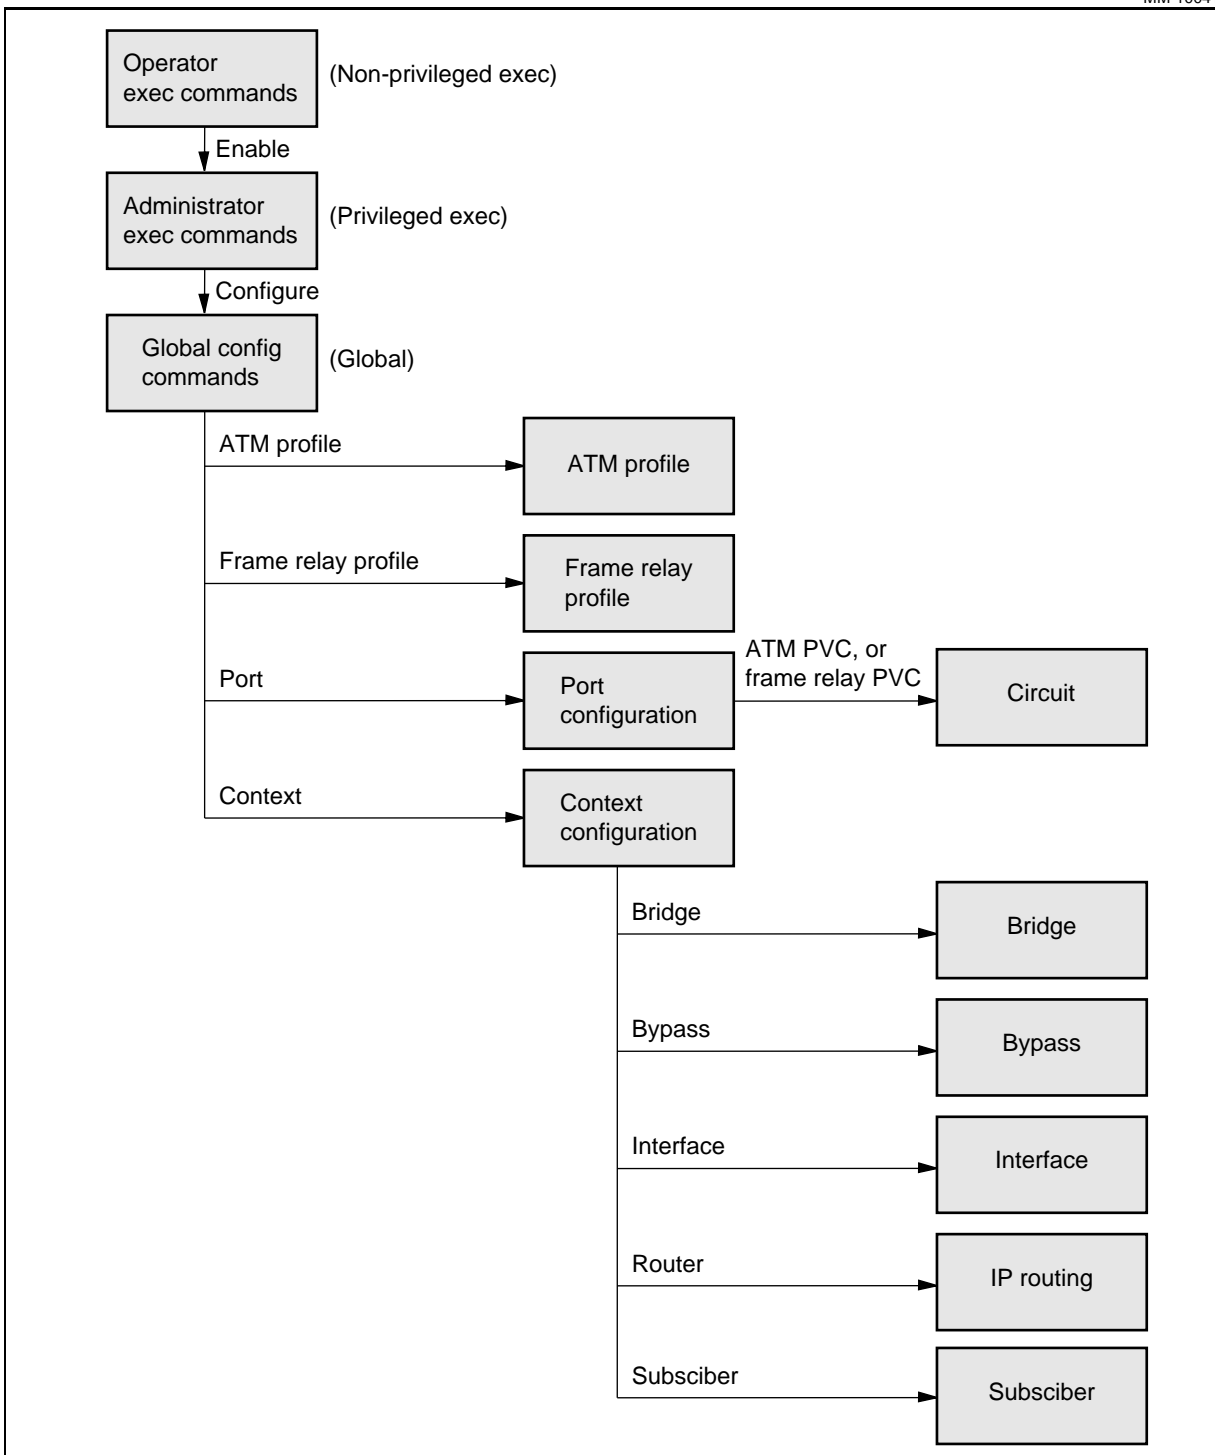 Operator
exec commands
(Non-privileged exec)
Enable
Administrator
exec commands
(Privileged exec)
Configure
Global config
commands
(Global)
ATM profile
ATM profile
Frame relay profile
Frame relay
profile
Port
Port
configuration
ATM PVC, or
frame relay PVC
Circuit
Context
Context
configuration
Bridge
Bridge
Bypass
Bypass
Interface
Interface
Router
IP routing
Subsciber
Subsciber